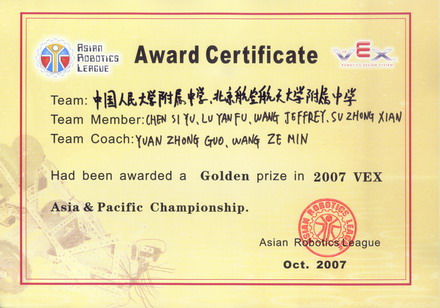 ASIAN
ROBOTICS
LEAGUE
Award Certificate
VEX
ROBOTICS DESIGN SYSTEM
Team: 中国人民大学附属中学、北京航空航天大学附属中学
Team Member: CHEN SI YU、LU YAN FU、WANG JEFFREY、SU ZHONG XIAN
Team Coach: YUAN ZHONG GUO、WANG ZE MIN
Had been awarded a Golden prize in 2007 VEX
Asia & Pacific Championship.
ASIAN ROBOTICS LEAGUE
Asian Robotics League
Oct. 2007